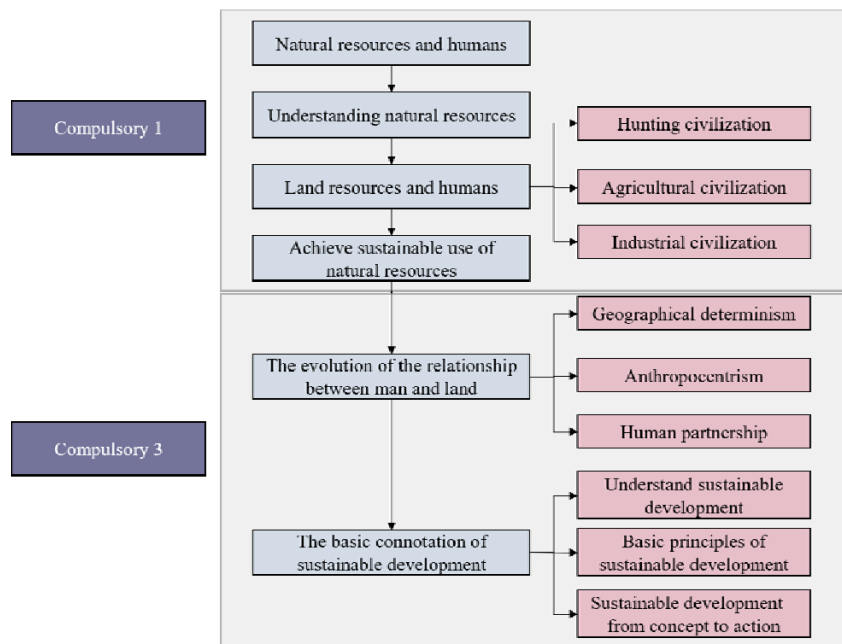 Compulsory 1
Natural resources and humans
Understanding natural resources
Land resources and humans
Achieve sustainable use of
natural resources
Hunting civilization
Agricultural civilization
Industrial civilization
Compulsory 3
The evolution of the relationship
between man and land
Geographical determinism
Anthropocentrism
Human partnership
The basic connotation of
sustainable development
Understand sustainable
development
Basic principles of
sustainable development
Sustainable development
from concept to action